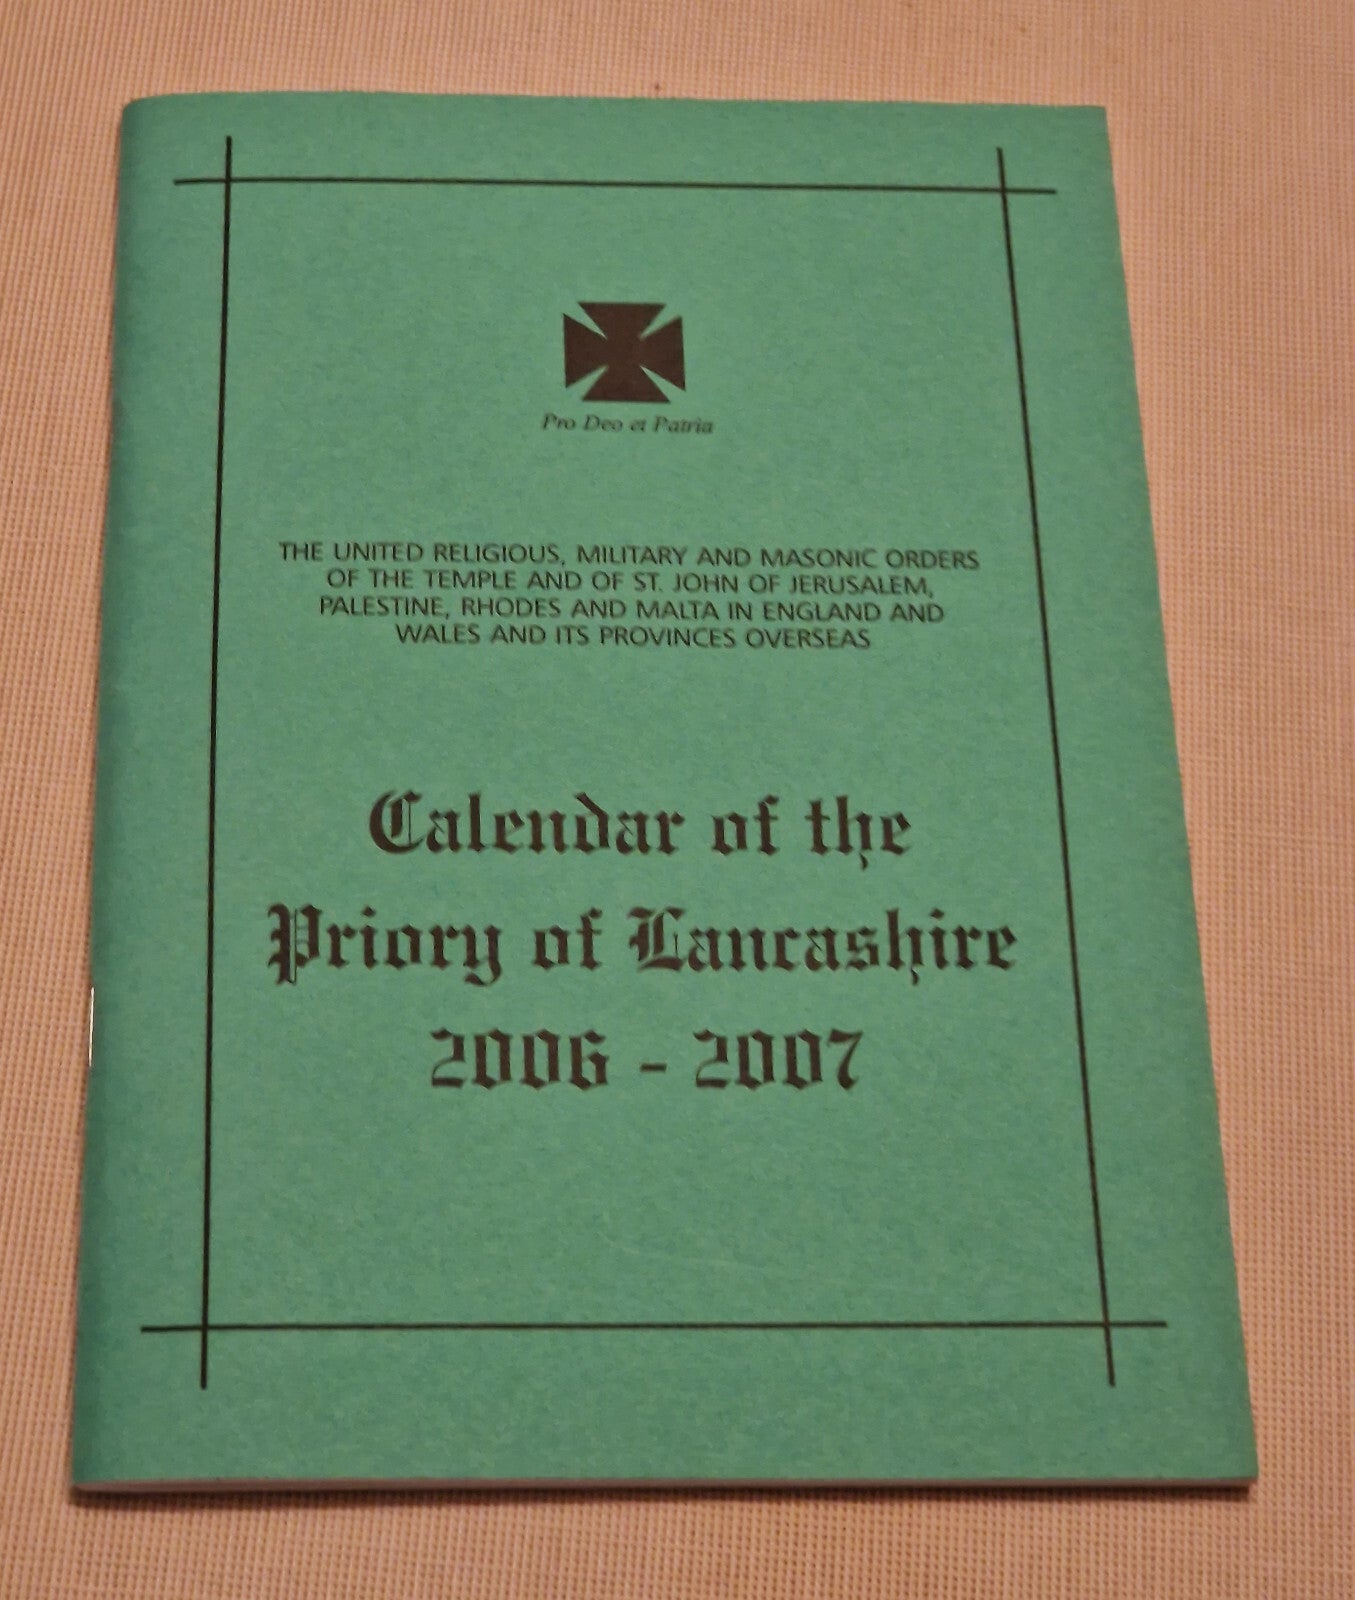 Pro Deo et Patria
THE UNITED RELIGIOUS, MILITARY AND MASONIC ORDERS
OF THE TEMPLE AND OF ST. JOHN OF JERUSALEM,
PALESTINE, RHODES AND MALTA IN ENGLAND AND
WALES AND ITS PROVINCES OVERSEAS
Calendar of the
Priory of Lancashire
2006 - 2007